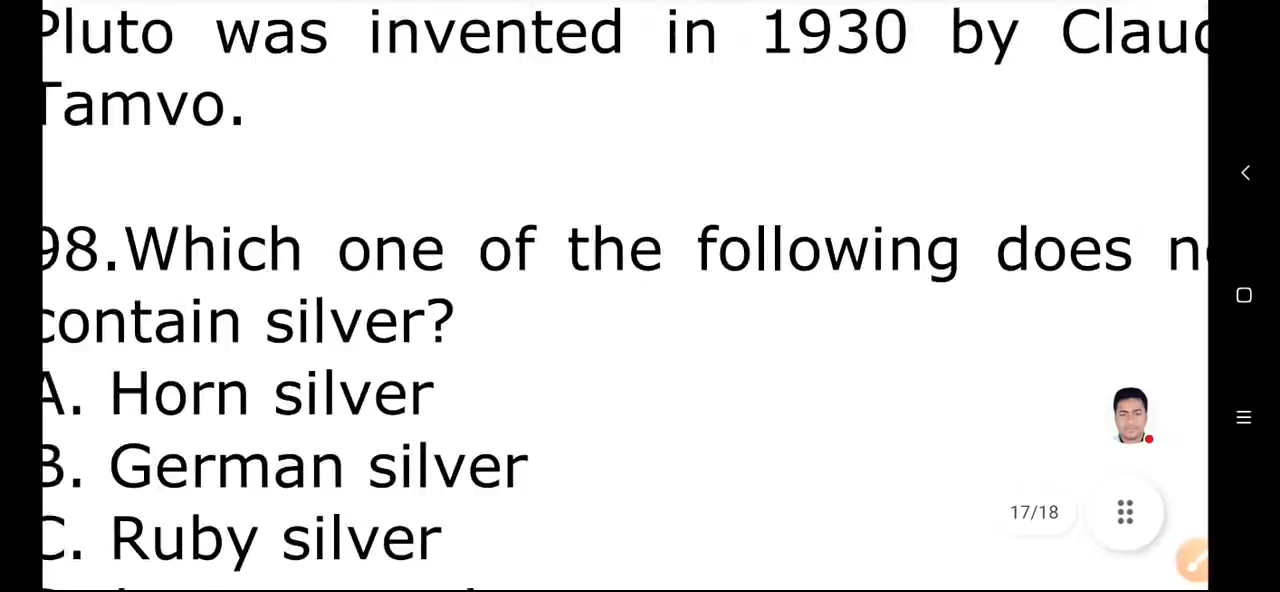 Pluto was invented in 1930 by Claud
Tamvo.
98.Which one of the following does
contain silver?
A. Horn silver
B. German silver
C. Ruby silver
17/18